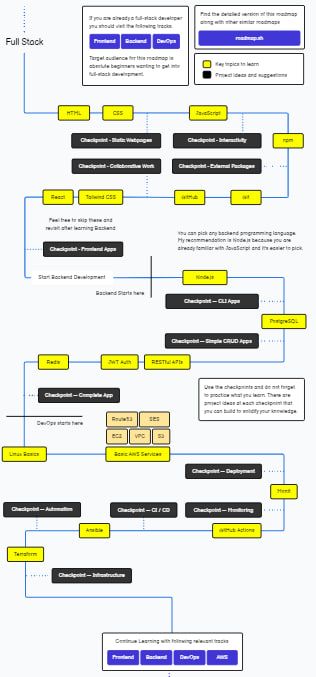 Full Stack
If you are already a full-stack developer
you should visit the following tracks.
Frontend
Backend
DevOps
Target audience for this roadmap is
absolute beginners wanting to get into
full-stack development.
Find the detailed version of this roadmap
along with other similar roadmaps
roadmap.sh
Key topics to learn
Project ideas and suggestions
HTML
CSS
JavaScript
Checkpoint - Static Webpages
Checkpoint - Interactivity
npm
Checkpoint - Collaborative Work
Checkpoint - External Packages
React
Tailwind CSS
GitHub
Git
Feel free to skip these and
revisit after learning Backend
Checkpoint - Frontend Apps
You can pick any backend programming language.
My recommendation is Node.js because you are
already familiar with JavaScript and it's easier to pick.
Start Backend Development
Node.js
Backend Starts here
Checkpoint — CLI Apps
PostgreSQL
Checkpoint — Simple CRUD Apps
Redis
JWT Auth
RESTful APIs
Checkpoint — Complete App
Use the checkpoints and do not forget
to practice what you learn. There are
project ideas at each checkpoint that
you can build to solidify your knowledge.
DevOps starts here
Route53
SES
EC2
VPC
S3
Linux Basics
Basic AWS Services
Checkpoint — Deployment
Monit
Checkpoint — Automation
Checkpoint — CI / CD
Checkpoint — Monitoring
Ansible
GitHub Actions
Terraform
Checkpoint — Infrastructure
Continue Learning with following relevant tracks
Frontend
Backend
DevOps
AWS